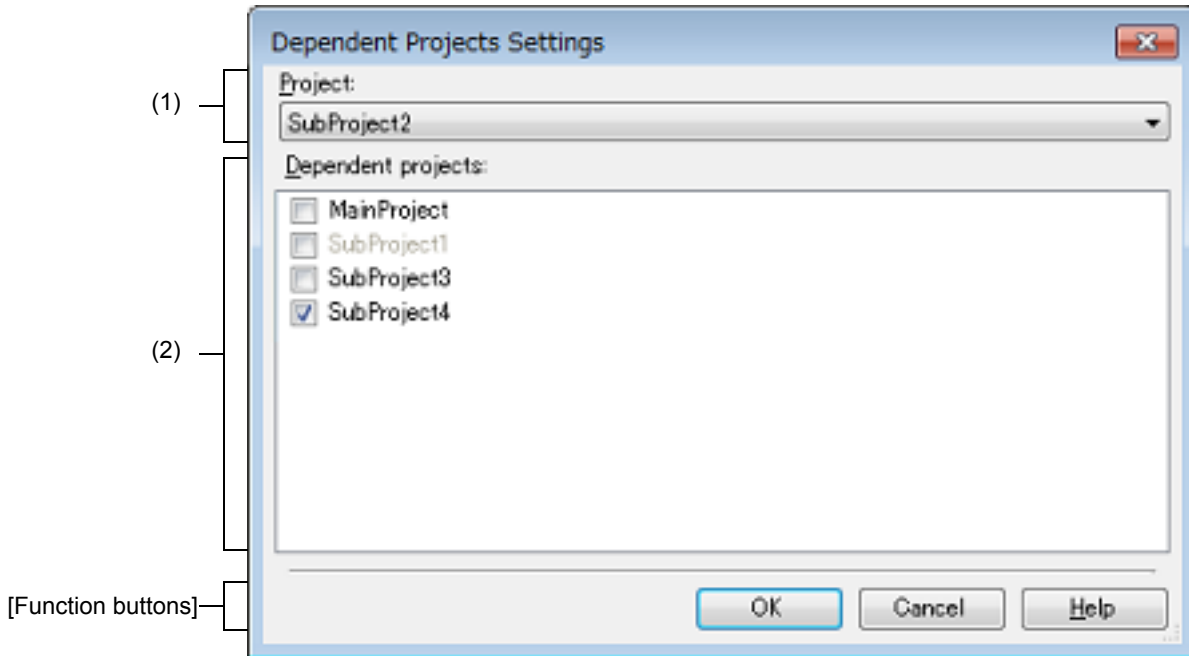 Dependent Projects Settings
(1)
Project:
SubProject2
(2)
Dependent projects:
MainProject
SubProject1
SubProject3
SubProject4
[Function buttons]
OK Cancel Help